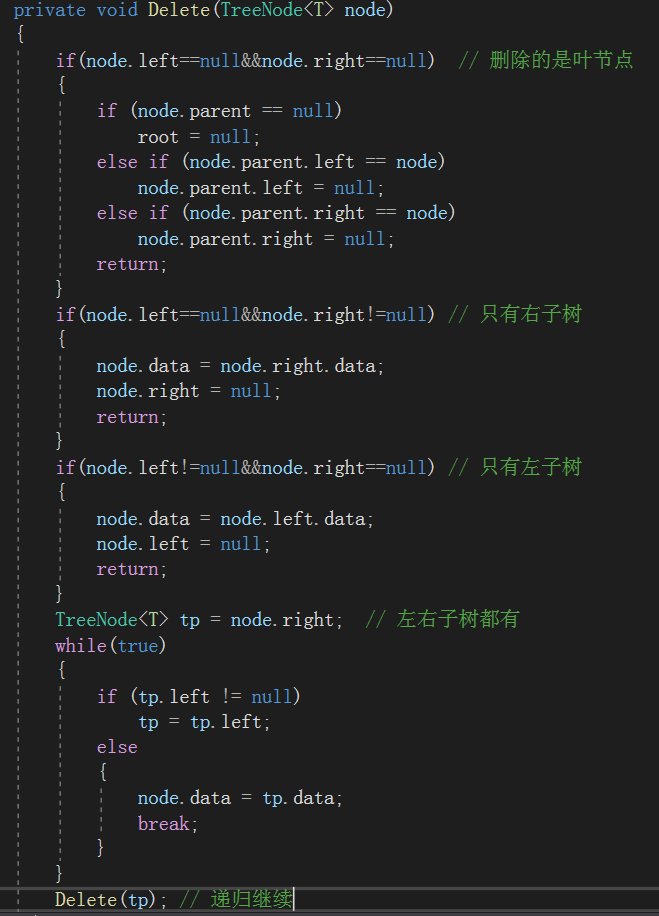 private void Delete(TreeNode<T> node)
{
if(node.left==null&&node.right==null) // 删除的是叶节点
{
if (node.parent == null)
root = null;
else if (node.parent.left == node)
node.parent.left = null;
else if (node.parent.right == node)
node.parent.right = null;
return;
}
if(node.left==null&&node.right!=null) // 只有右子树
{
node.data = node.right.data;
node.right = null;
return;
}
if(node.left!=null&&node.right==null) // 只有左子树
{
node.data = node.left.data;
node.left = null;
return;
}
TreeNode<T> tp = node.right; // 左右子树都有
while(true)
{
if (tp.left != null)
tp = tp.left;
else
{
node.data = tp.data;
break;
}
}
Delete(tp); // 递归继续